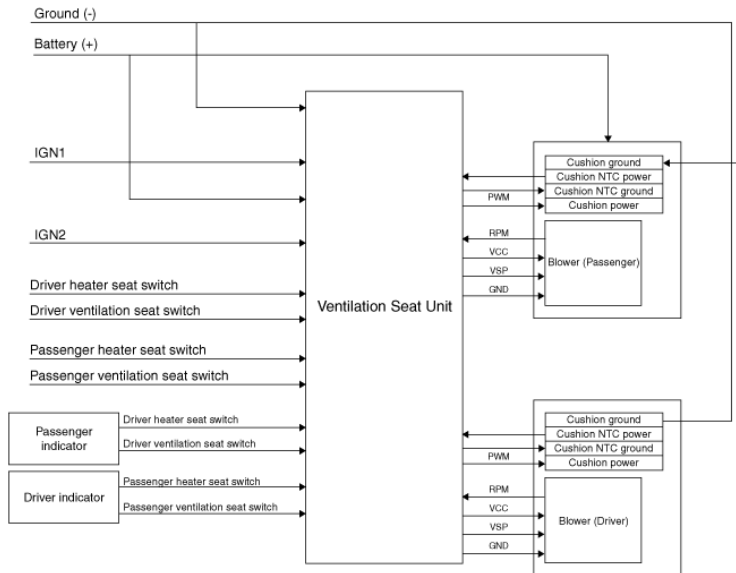 Ground (-)
Battery (+)
IGN1
IGN2
Driver heater seat switch
Driver ventilation seat switch
Passenger heater seat switch
Passenger ventilation seat switch
Passenger
indicator
Driver heater seat switch
Driver ventilation seat switch
Driver indicator
Passenger heater seat switch
Passenger ventilation seat switch
Ventilation Seat Unit
PWM
RPM
VCC
VSP
GND
Cushion ground
Cushion NTC power
Cushion NTC ground
Cushion power
Blower (Passenger)
PWM
RPM
VCC
VSP
GND
Cushion ground
Cushion NTC power
Cushion NTC ground
Cushion power
Blower (Driver)